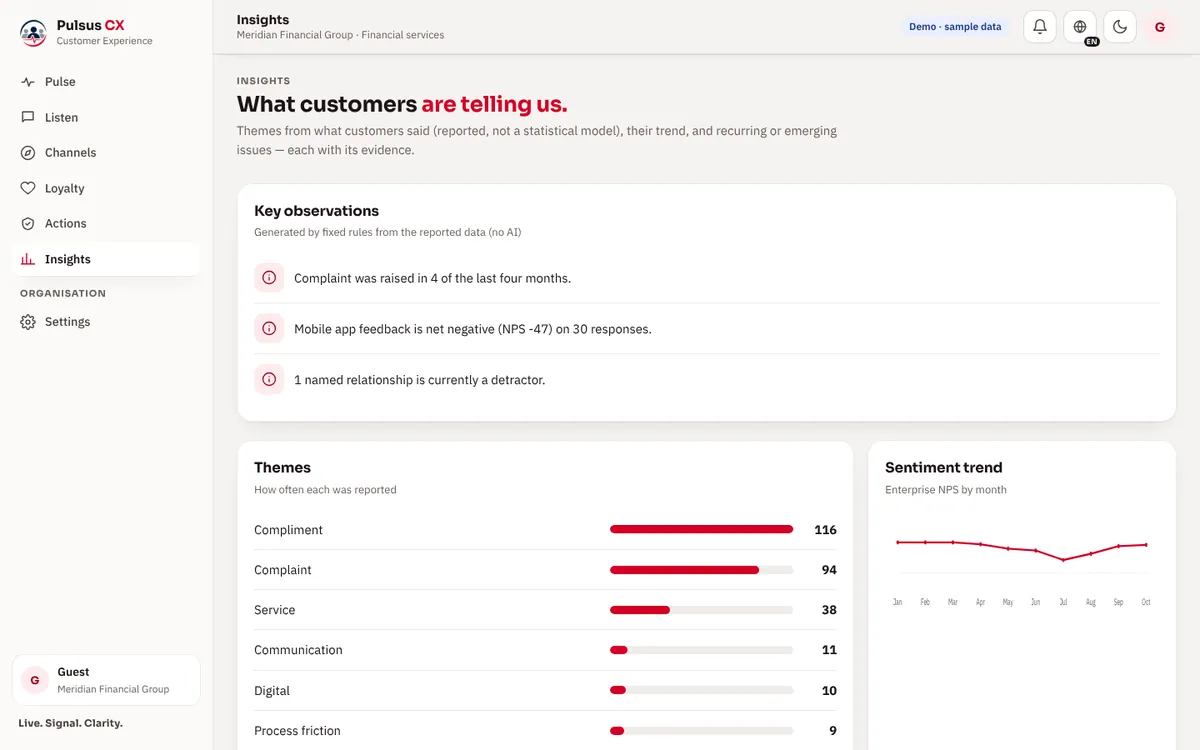 Pulsus CX
Customer Experience
Pulse
Listen
Channels
Loyalty
Actions
Insights
ORGANISATION
Settings
G
Guest
Meridian Financial Group
Live. Signal. Clarity.
Insights
Meridian Financial Group · Financial services
Demo · sample data
EN
G
INSIGHTS
What customers are telling us.
Themes from what customers said (reported, not a statistical model), their trend, and recurring or emerging
issues — each with its evidence.
Key observations
Generated by fixed rules from the reported data (no AI)
Complaint was raised in 4 of the last four months.
Mobile app feedback is net negative (NPS -47) on 30 responses.
1 named relationship is currently a detractor.
Themes
How often each was reported
Compliment 116
Complaint 94
Service 38
Communication 11
Digital 10
Process friction 9
Sentiment trend
Enterprise NPS by month
Jan Feb Mar Apr May Jun Jul Aug Sep Oct